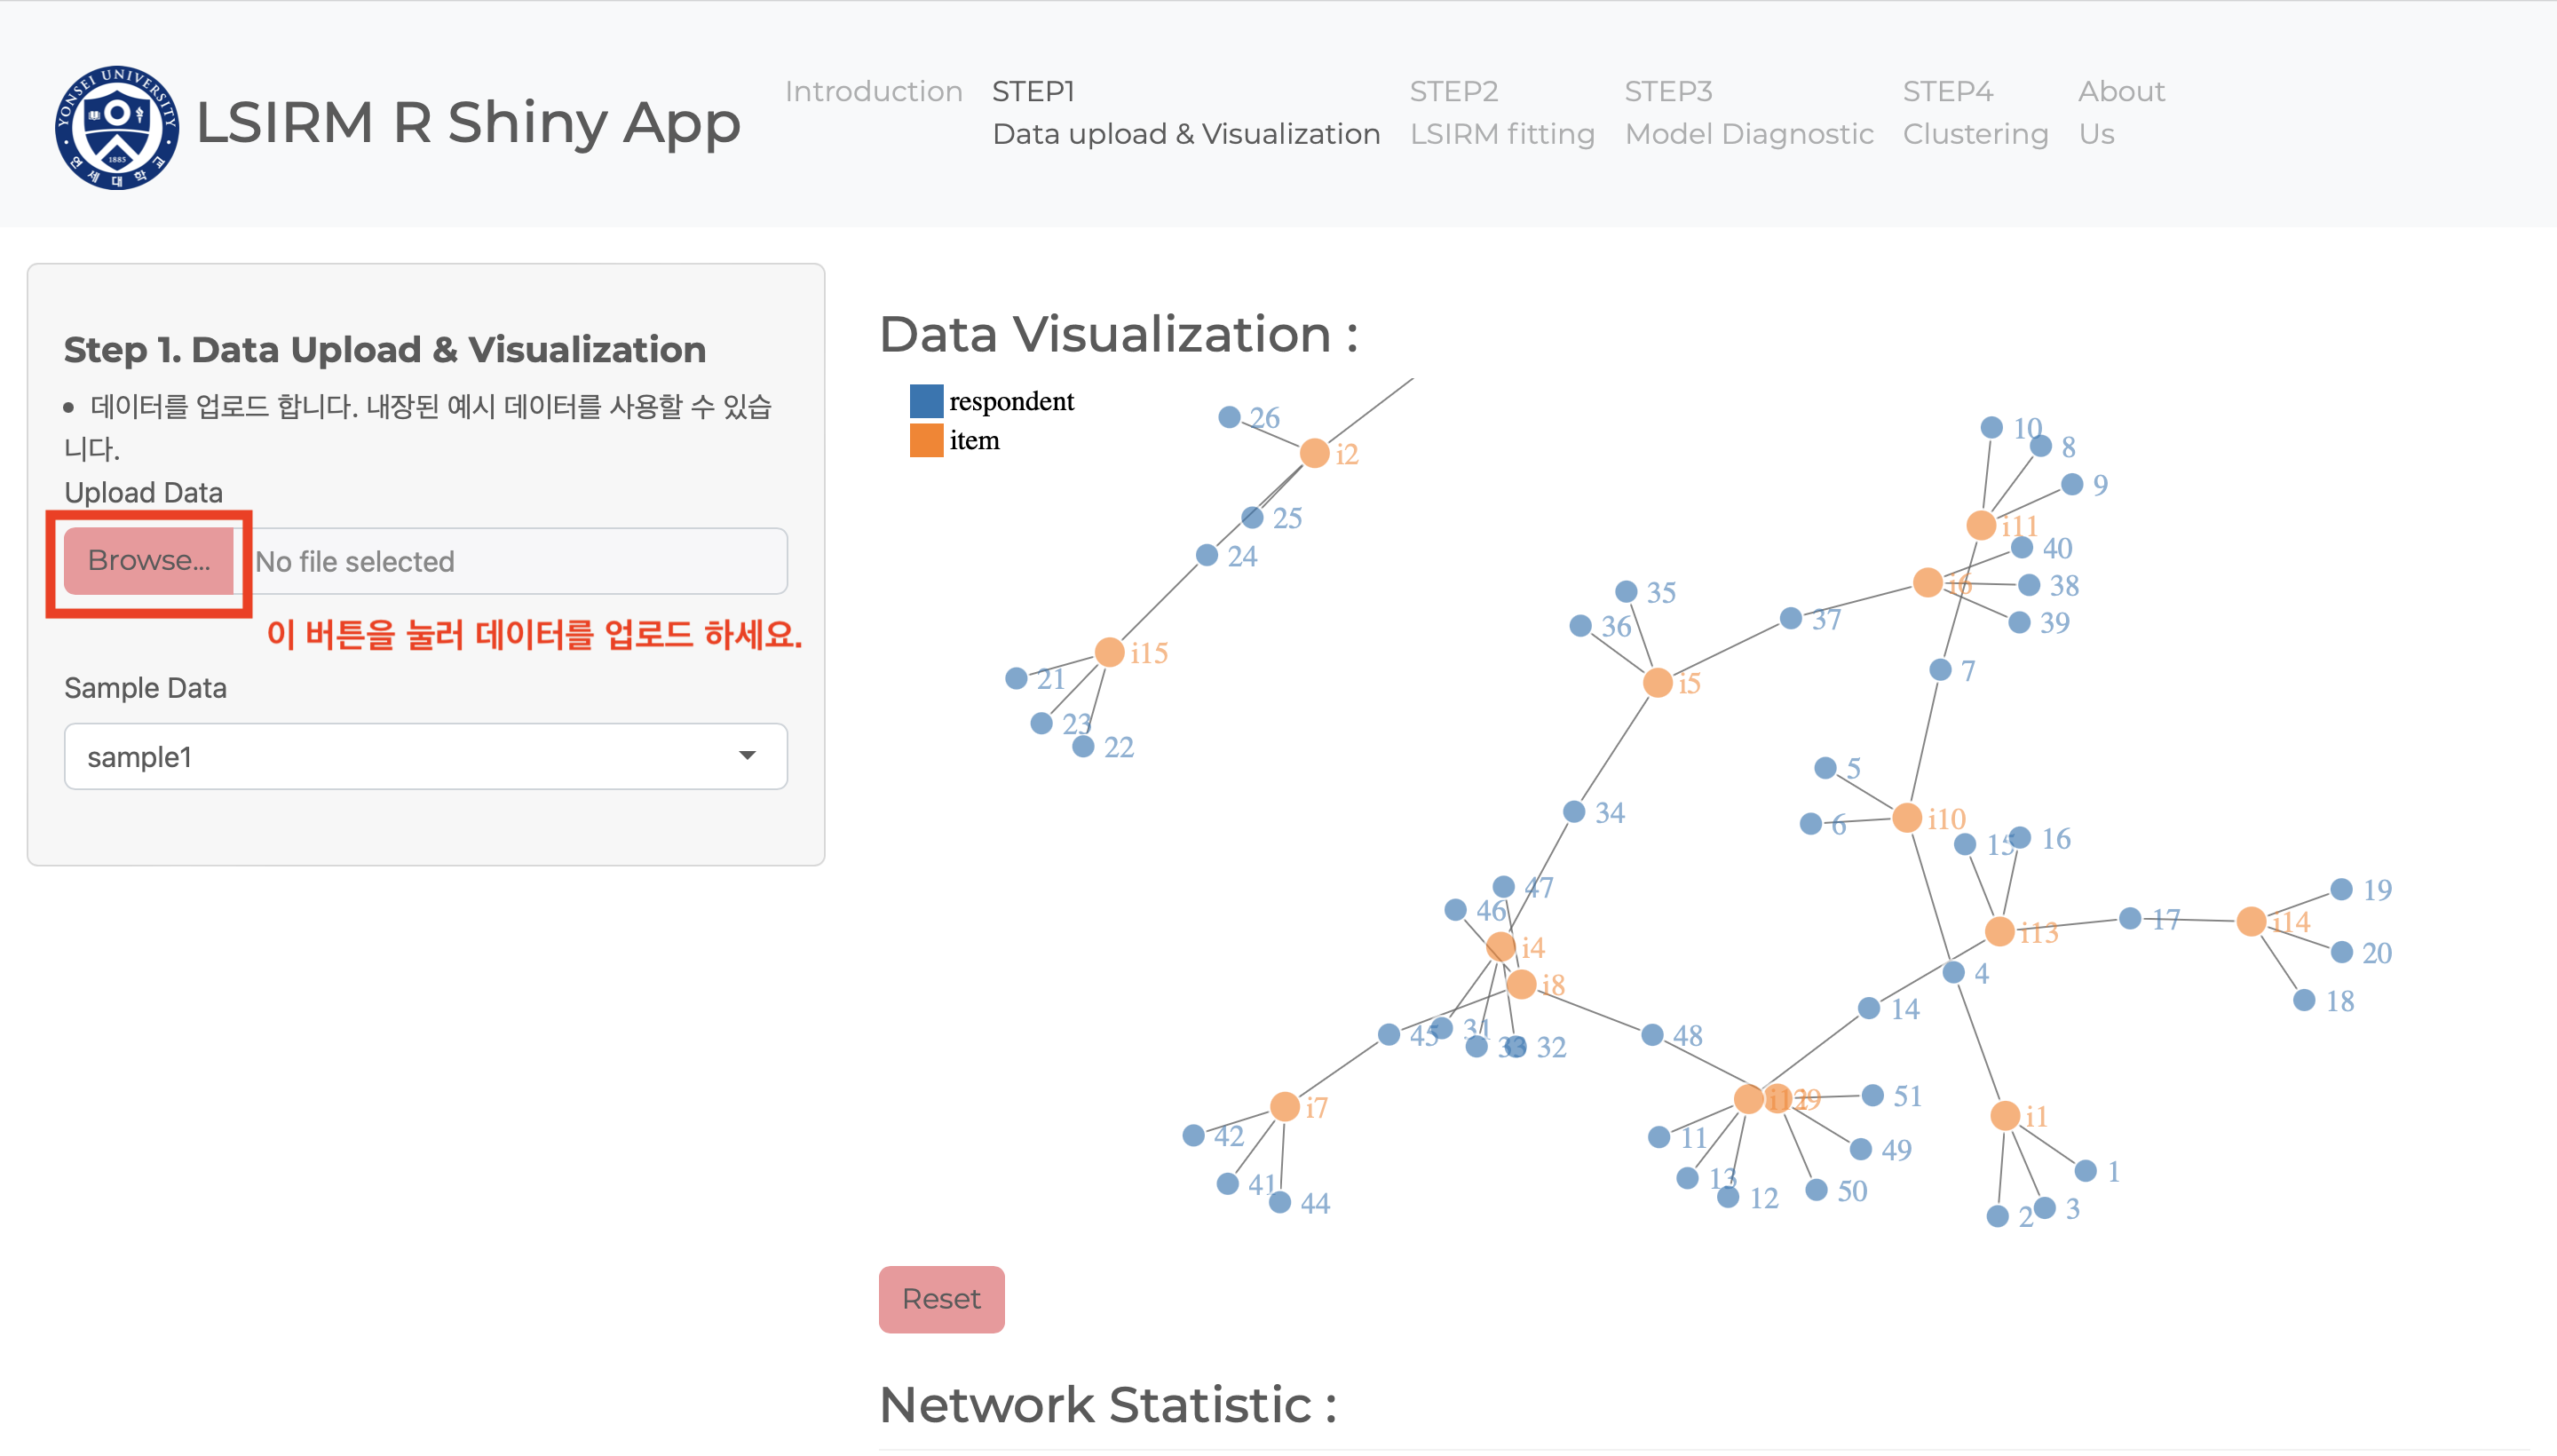 YONSEI UNIVERSITY
1885
연세대학교
LSIRM R Shiny App
Introduction
STEP1
Data upload & Visualization
STEP2
LSIRM fitting
STEP3
Model Diagnostic
STEP4
Clustering
About
Us
Step 1. Data Upload & Visualization
• 데이터를 업로드 합니다. 내장된 예시 데이터를 사용할 수 있습
니다.
Upload Data
Browse...
No file selected
이 버튼을 눌러 데이터를 업로드 하세요.
Sample Data
sample1
Data Visualization :
respondent
item
26
i2
25
24
i15
21
23
22
10
8
9
i11
40
i6
38
39
35
36
37
i5
7
34
5
6
i10
15
16
47
46
i4
i8
i13
17
19
i14
20
18
4
14
45
31
33
32
48
i7
42
41
44
i12
i9
51
11
49
13
12
50
i1
1
2
3
Reset
Network Statistic :